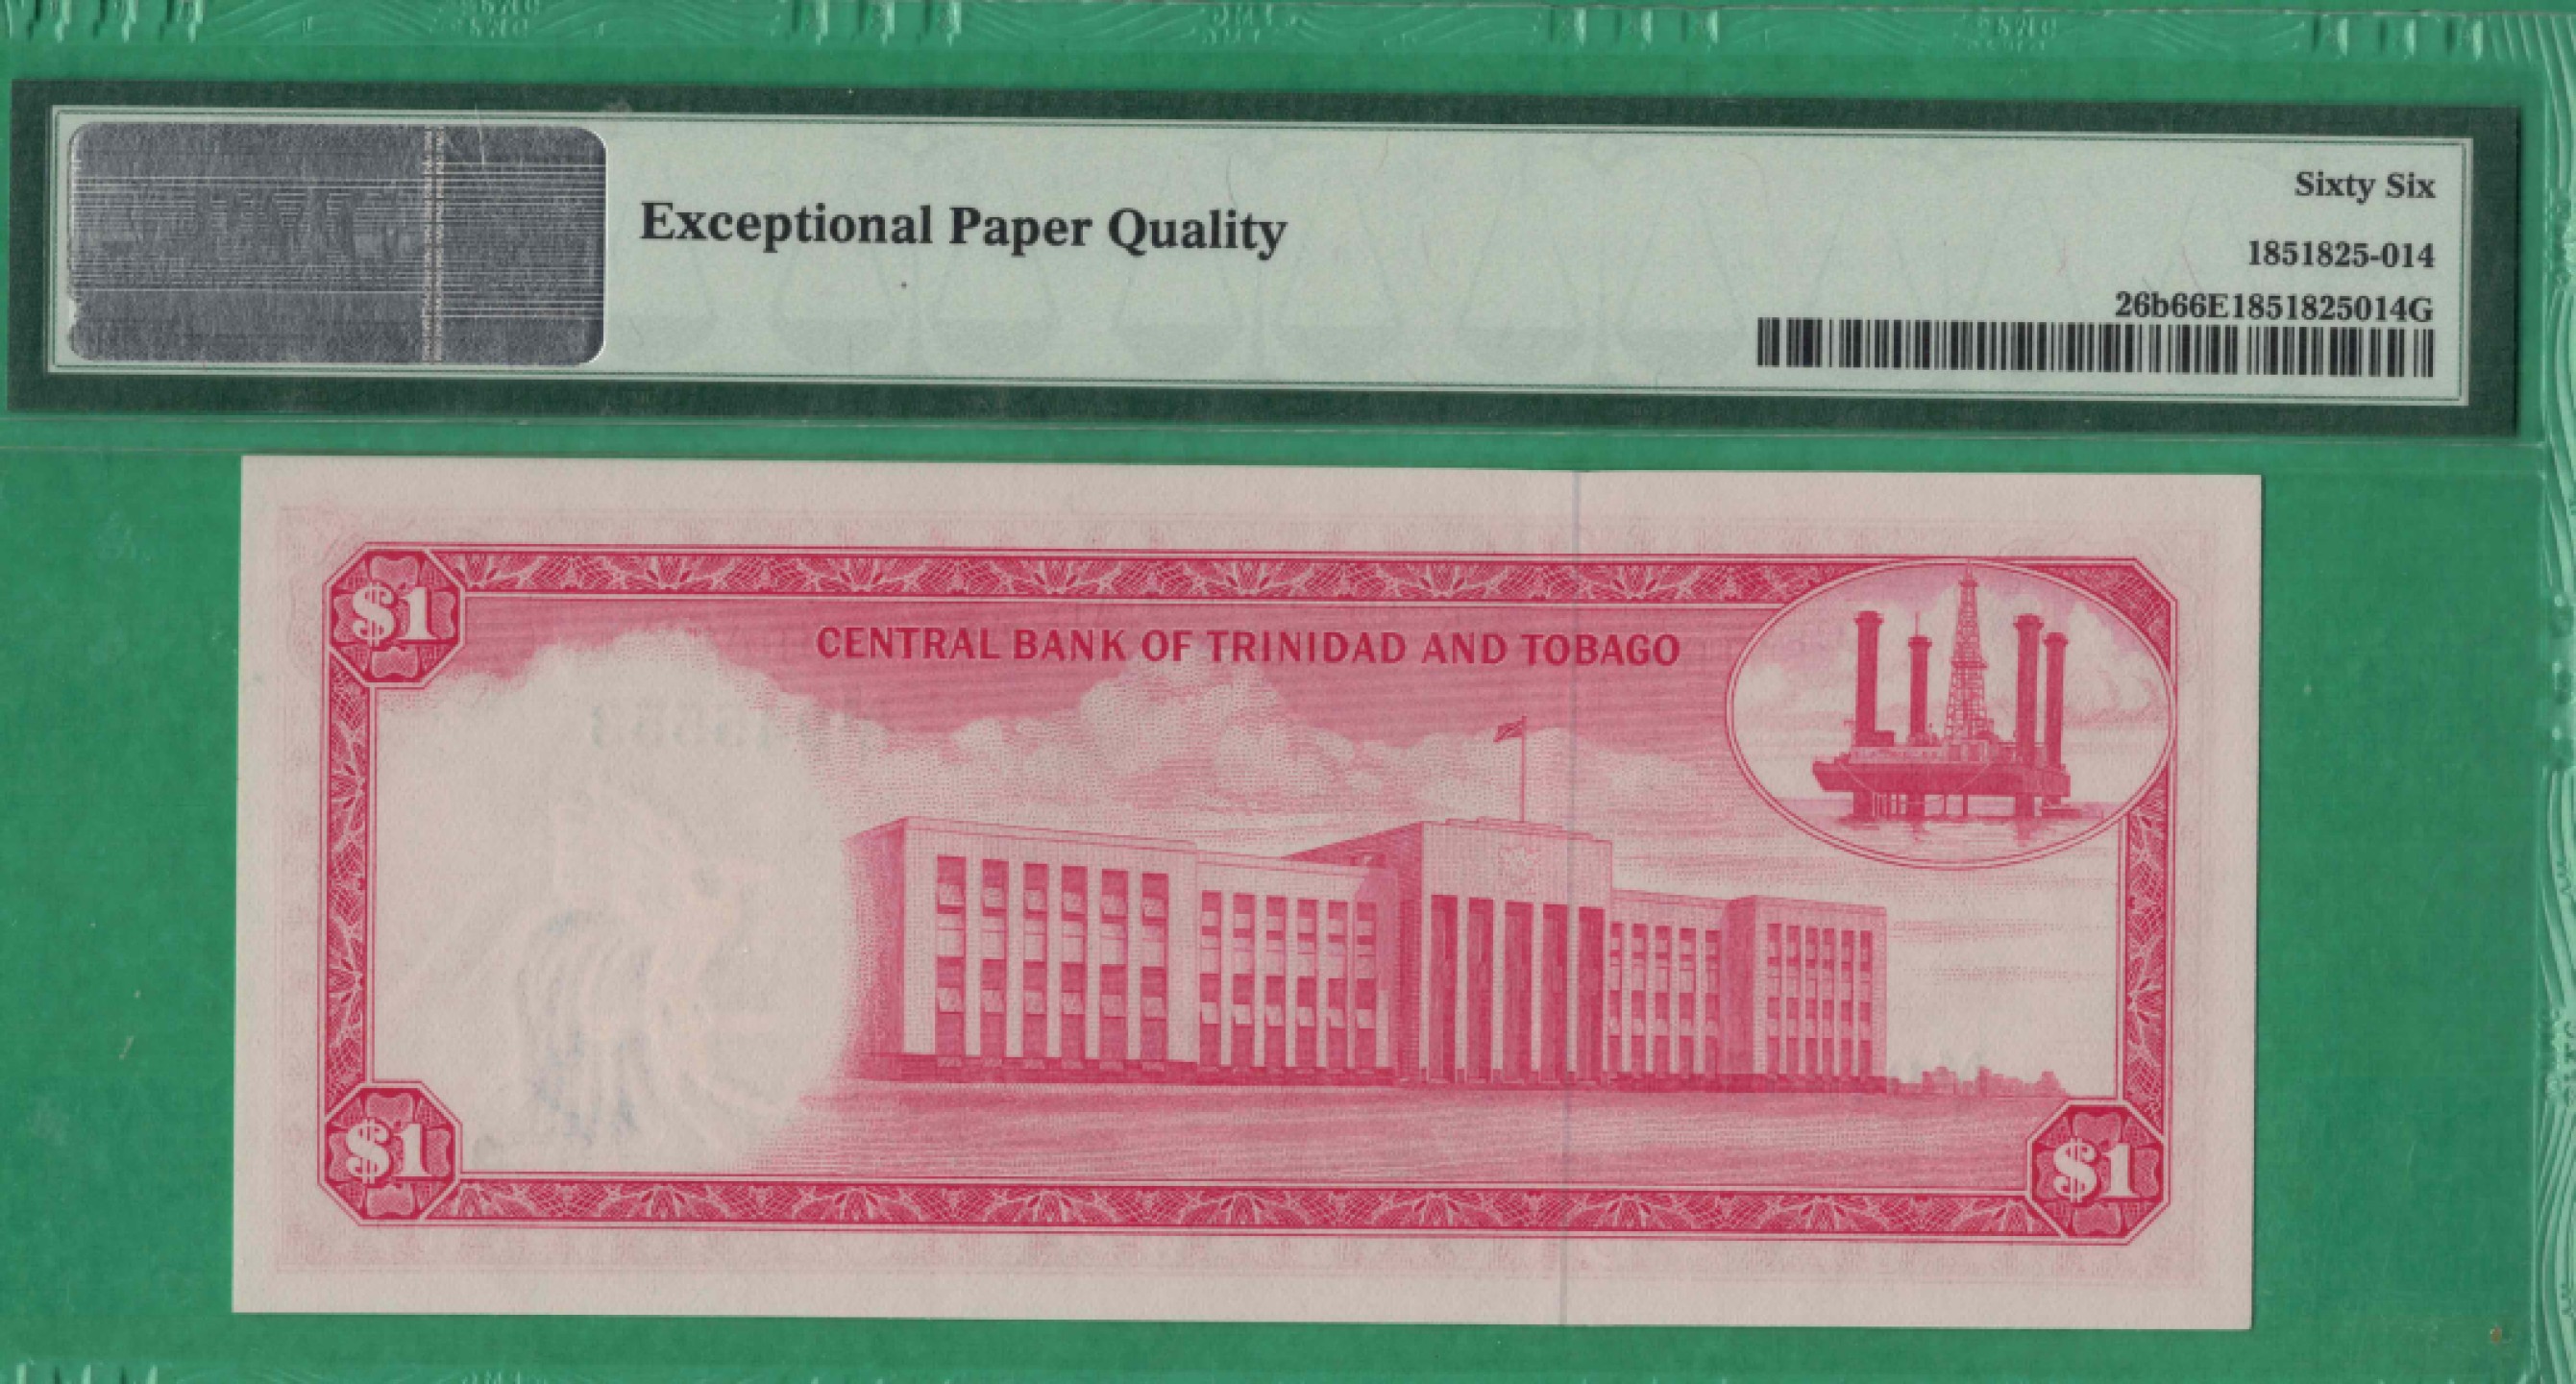 Exceptional Paper Quality
Sixty Six
1851825-014
26b66E1851825014G
$1
CENTRAL BANK OF TRINIDAD AND TOBAGO
$1
$1